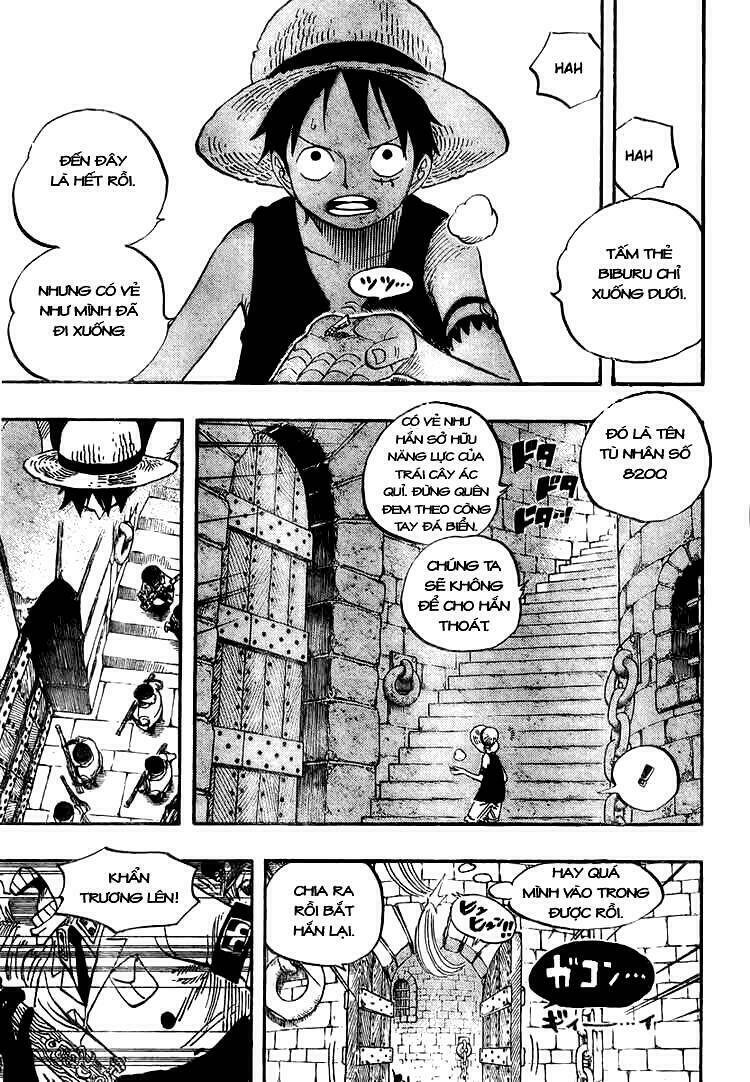 HAH
HAH
TẤM THẺ
BIBURU CHỈ
XUỐNG DƯỚI.
ĐẾN ĐÂY
LÀ HẾT RỒI.
NHƯNG CÓ VẺ
NHƯ MÌNH ĐÃ
ĐI XUỐNG
ツツ…
ĐÓ LÀ TÊN
TÙ NHÂN SỐ
8200.
ドタ
ドタ
ドタ!
CÓ VẺ NHƯ
HẮN SỞ HỮU
NĂNG LỰC CỦA
TRÁI CÂY ÁC
QUỈ. ĐỪNG QUÊN
ĐEM THEO CÒNG
TAY ĐÁ BIỂN.
CHÚNG TA
SẼ KHÔNG
ĐỂ CHO HẮN
THOÁT.
!
HAY QUÁ
MÌNH VÀO TRONG
ĐƯỢC RỒI.
ガコン…
CHIA RA
RỒI BẮT
HẮN LẠI.
KHẨN
TRƯƠNG LÊN!